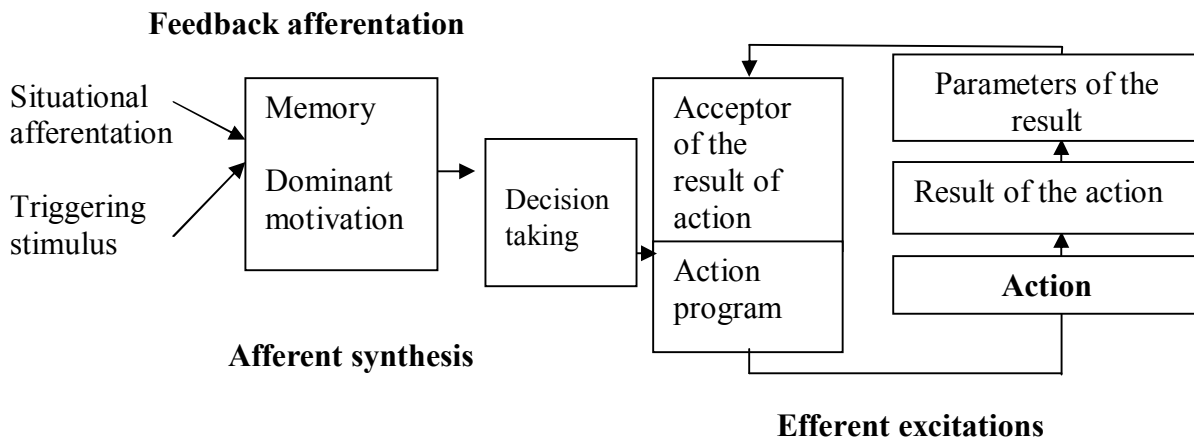 Feedback afferentation
Situational
afferentation
Triggering
stimulus
Memory
Dominant
motivation
Decision
taking
Acceptor
of the
result of
action
Action
program
Parameters of the
result
Result of the action
Action
Afferent synthesis
Efferent excitations